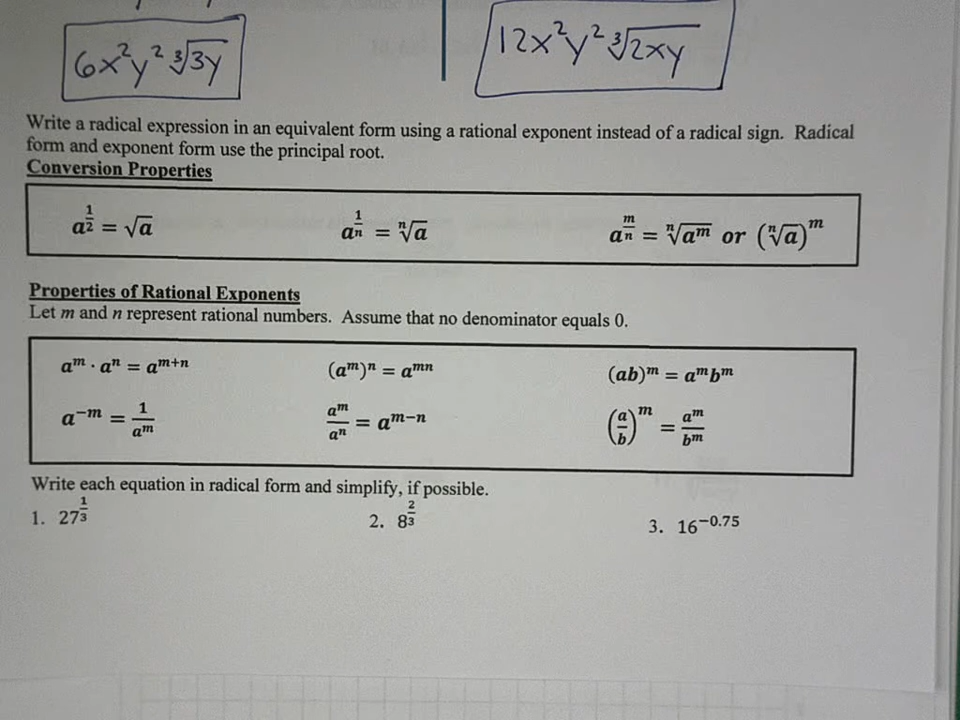 6x²y² ∛3y
12x²y² ∛2xy
Write a radical expression in an equivalent form using a rational exponent instead of a radical sign. Radical
form and exponent form use the principal root.
Conversion Properties
a^(1/2) = √a
a^(1/n) = ⁿ√a
a^(m/n) = ⁿ√(a^m) or (ⁿ√a)^m
Properties of Rational Exponents
Let m and n represent rational numbers. Assume that no denominator equals 0.
a^m · a^n = a^(m+n)
(a^m)^n = a^(mn)
(ab)^m = a^m b^m
a^(-m) = 1/a^m
a^m/a^n = a^(m-n)
(a/b)^m = a^m/b^m
Write each equation in radical form and simplify, if possible.
1. 27^(1/3)
2. 8^(2/3)
3. 16^(-0.75)